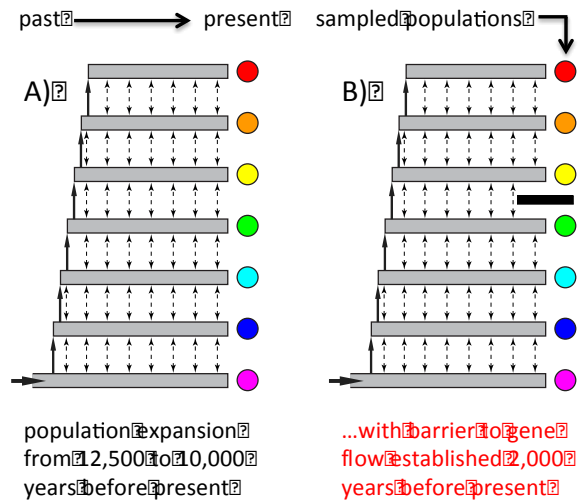 past present sampled populations
A) B)
population expansion
from 12,500 to 10,000
years before present
...with barrier to gene
flow established 2,000
years before present